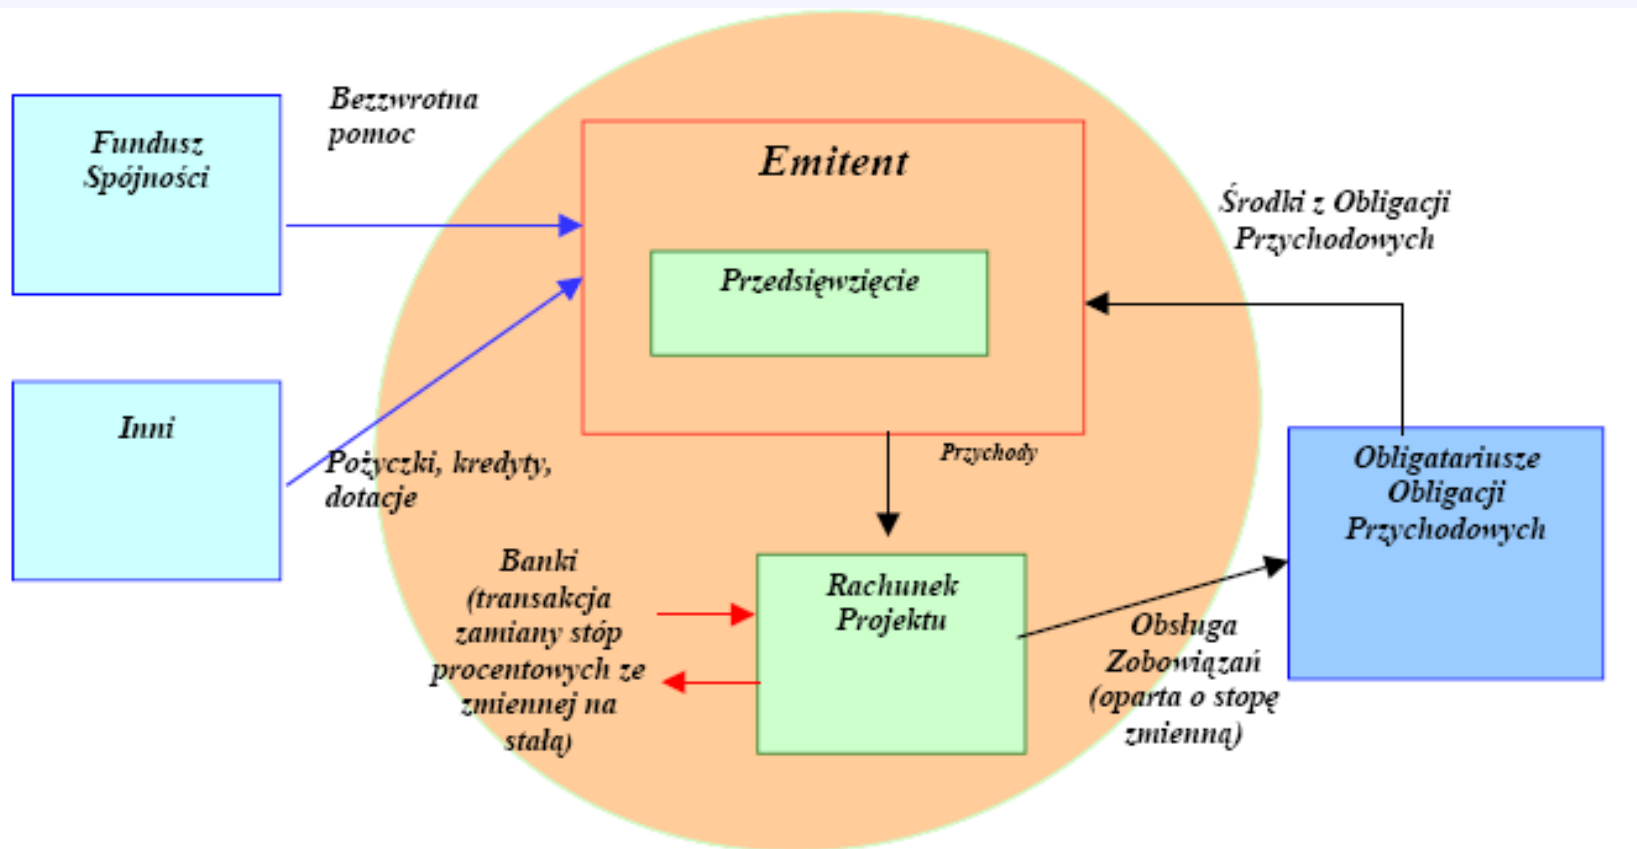 Bezzwrotna
pomoc
Fundusz
Spójności
Emitent
Środki z Obligacji
Przychodowych
Przedsięwzięcie
Inni
Pożyczki, kredyty,
dotacje
Przychody
Obligatariusze
Obligacji
Przychodowych
Banki
(transakcja
zamiany stóp
procentowych ze
zmiennej na
stałą)
Rachunek
Projektu
Obsługa
Zobowiązań
(oparta o stopę
zmienną)